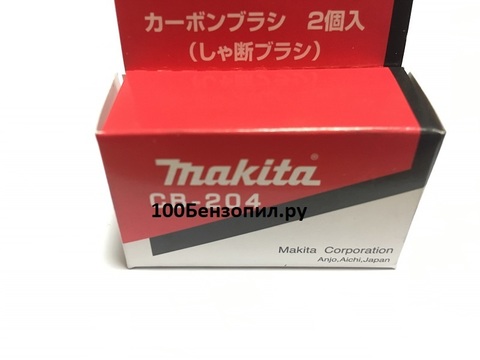 カーボンブラシ 2個入
(しゃ断ブラシ)
makita®
CB-204
100Бензопил.ру
Makita Corporation
Anjo,Aichi,Japan